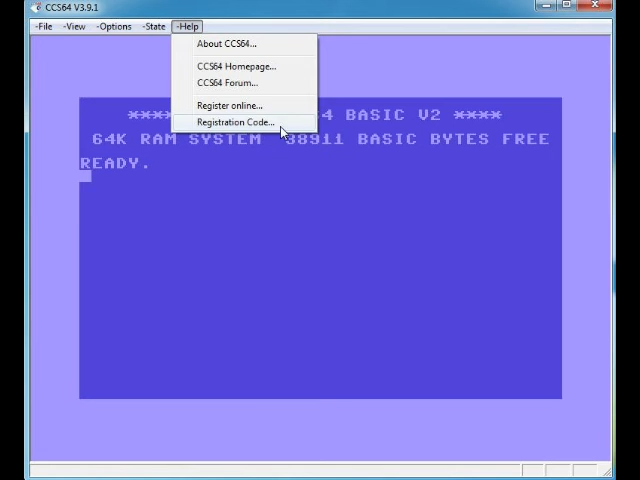 CCS64 V3.9.1
-File -View -Options -State -Help
About CCS64...
CCS64 Homepage...
CCS64 Forum...
Register online...
Registration Code...
**** 4 BASIC V2 ****
64K RAM SYSTEM 38911 BASIC BYTES FREE
READY.